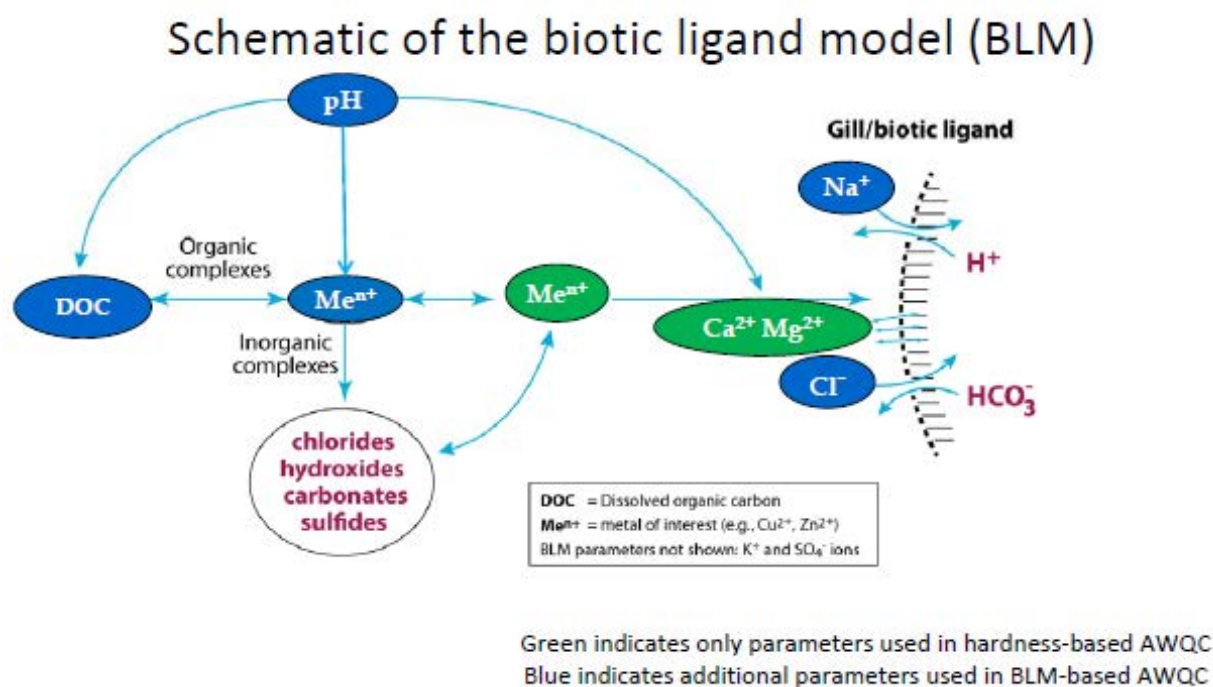 Schematic of the biotic ligand model (BLM)
pH
Gill/biotic ligand
Na⁺
H⁺
Organic
complexes
DOC
Meⁿ⁺
Meⁿ⁺
Ca²⁺ Mg²⁺
Inorganic
complexes
Cl⁻
HCO₃⁻
chlorides
hydroxides
carbonates
sulfides
DOC = Dissolved organic carbon
Meⁿ⁺ = metal of interest (e.g., Cu²⁺, Zn²⁺)
BLM parameters not shown: K⁺ and SO₄⁻ ions
Green indicates only parameters used in hardness-based AWQC
Blue indicates additional parameters used in BLM-based AWQC